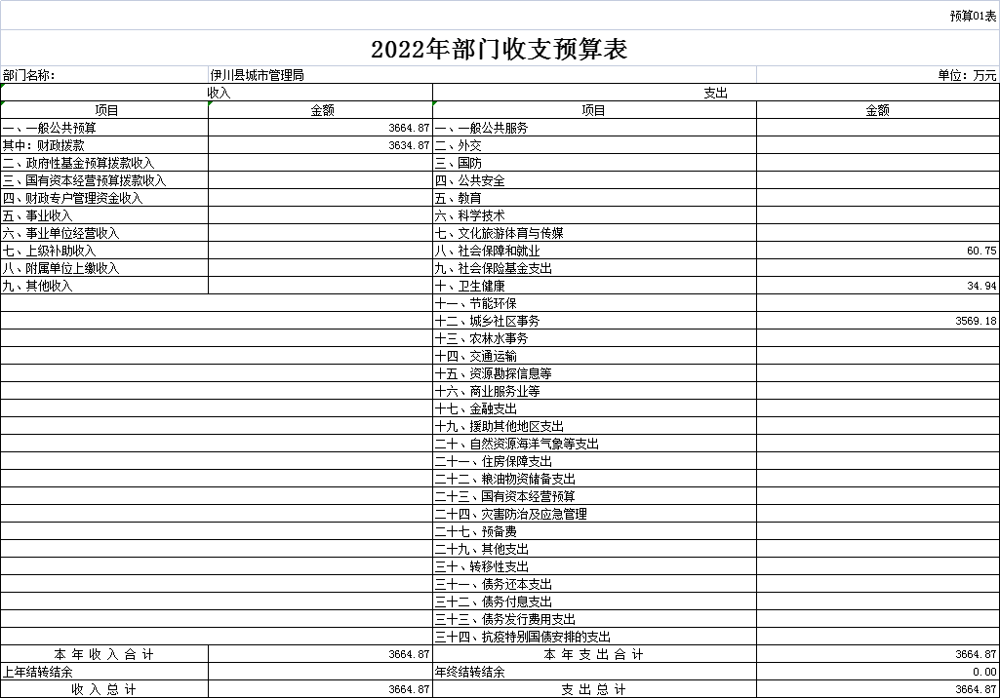 预算01表
2022年部门收支预算表
部门名称: 伊川县城市管理局 单位: 万元
收入 支出
项目 金额 项目 金额
一、一般公共预算 3664.87 一、一般公共服务
其中: 财政拨款 3634.87 二、外交
二、政府性基金预算拨款收入 三、国防
三、国有资本经营预算拨款收入 四、公共安全
四、财政专户管理资金收入 五、教育
五、事业收入 六、科学技术
六、事业单位经营收入 七、文化旅游体育与传媒
七、上级补助收入 八、社会保障和就业 60.75
八、附属单位上缴收入 九、社会保险基金支出
九、其他收入 十、卫生健康 34.94
十一、节能环保
十二、城乡社区事务 3569.18
十三、农林水事务
十四、交通运输
十五、资源勘探信息等
十六、商业服务业等
十七、金融支出
十九、援助其他地区支出
二十、自然资源海洋气象等支出
二十一、住房保障支出
二十二、粮油物资储备支出
二十三、国有资本经营预算
二十四、灾害防治及应急管理
二十七、预备费
二十九、其他支出
三十、转移性支出
三十一、债务还本支出
三十二、债务付息支出
三十三、债务发行费用支出
三十四、抗疫特别国债安排的支出
本年收入合计 3664.87 本年支出合计 3664.87
上年结转结余 年终结转结余 0.00
收入总计 3664.87 支出总计 3664.87